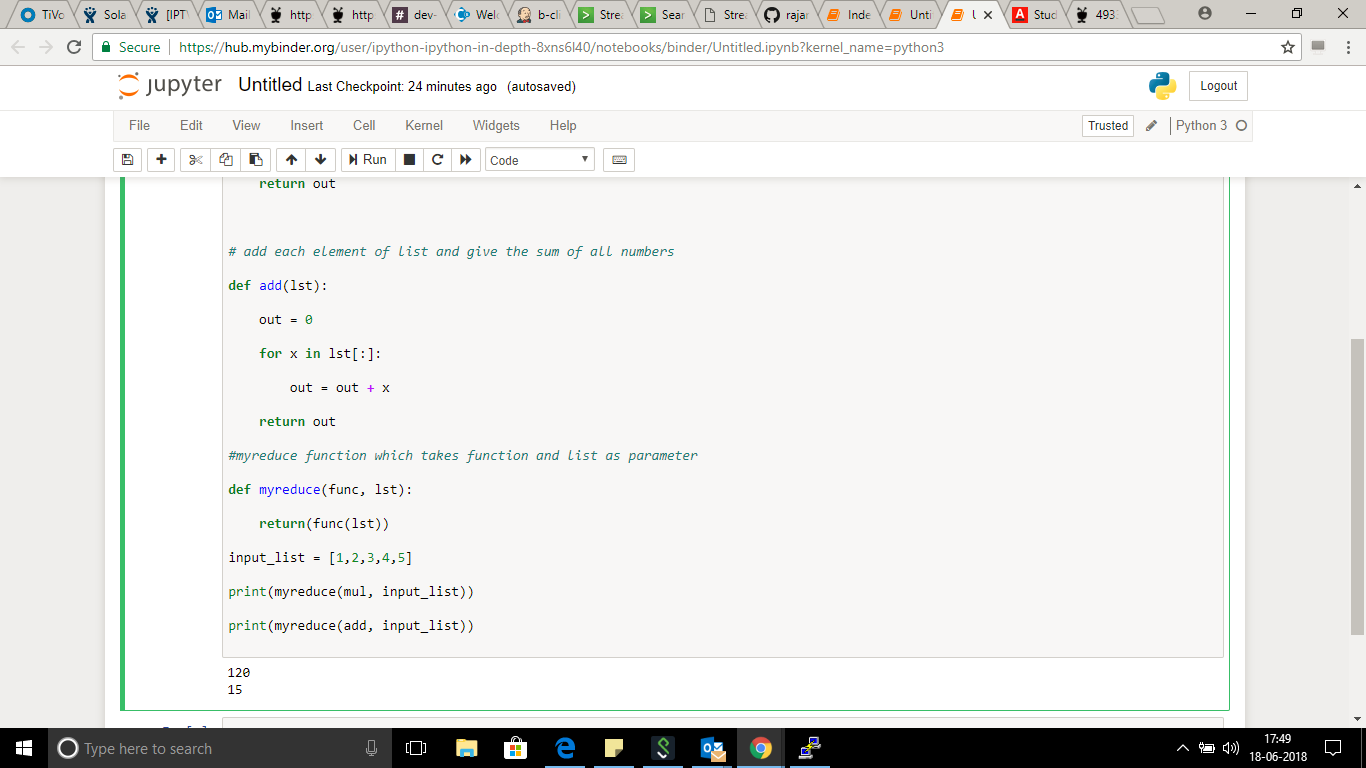 TiVo
Sola
[IPT
Mail
http
http
dev-
Wel
b-cli
Stre
Sear
Stre
rajar
Inde
Unti
U
Stud
493
Secure
https://hub.mybinder.org/user/ipython-ipython-in-depth-8xns6l40/notebooks/binder/Untitled.ipynb?kernel_name=python3
jupyter Untitled Last Checkpoint: 24 minutes ago (autosaved)
Logout
File Edit View Insert Cell Kernel Widgets Help
Trusted
Python 3
Run
Code
return out
# add each element of list and give the sum of all numbers
def add(lst):
out = 0
for x in lst[:]:
out = out + x
return out
#myreduce function which takes function and list as parameter
def myreduce(func, lst):
return(func(lst))
input_list = [1,2,3,4,5]
print(myreduce(mul, input_list))
print(myreduce(add, input_list))
120
15
Type here to search
17:49
18-06-2018